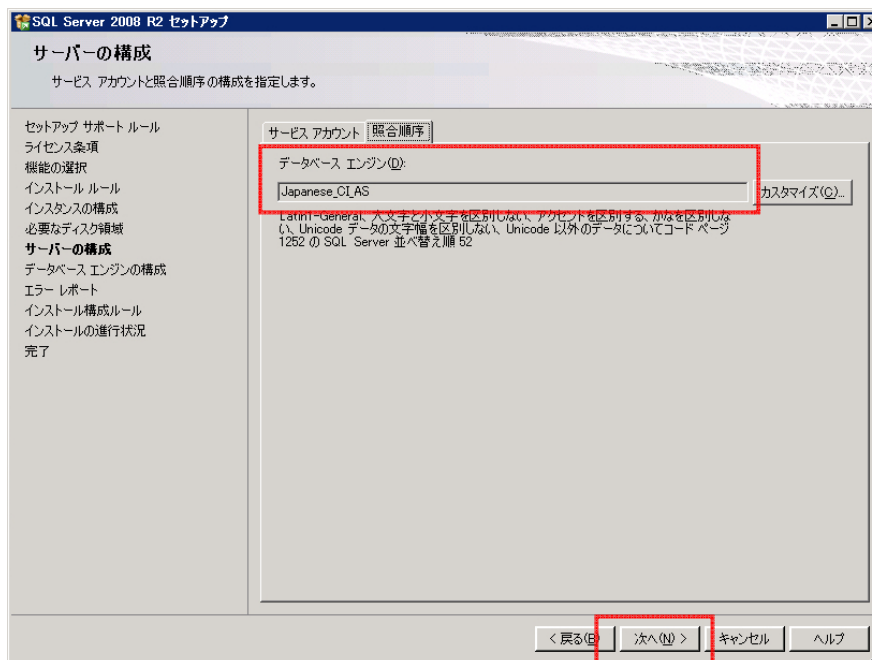 SQL Server 2008 R2 セットアップ
サーバーの構成
サービス アカウントと照合順序の構成を指定します。
セットアップ サポート ルール
ライセンス条項
機能の選択
インストール ルール
インスタンスの構成
必要なディスク領域
サーバーの構成
データベース エンジンの構成
エラー レポート
インストール構成ルール
インストールの進行状況
完了
サービス アカウント 照合順序
データベース エンジン(D):
Japanese_CI_AS
カスタマイズ(C)...
Latin1-General、大文字と小文字を区別しない、アクセントを区別する、かなを区別しな
い、Unicode データの文字幅を区別しない、Unicode 以外のデータについてコード ページ
1252 の SQL Server 並べ替え順 52
< 戻る(B) 次へ(N) > キャンセル ヘルプ